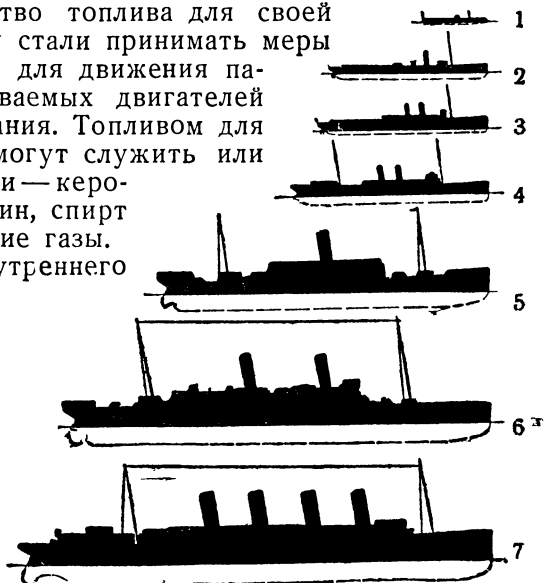 тво топлива для своей
стали принимать меры
для движения па-
ваемых двигателей
ания. Топливом для
могут служить или
и—керо-
ин, спирт
ие газы.
утреннего
1
2
3
4
5
6
7